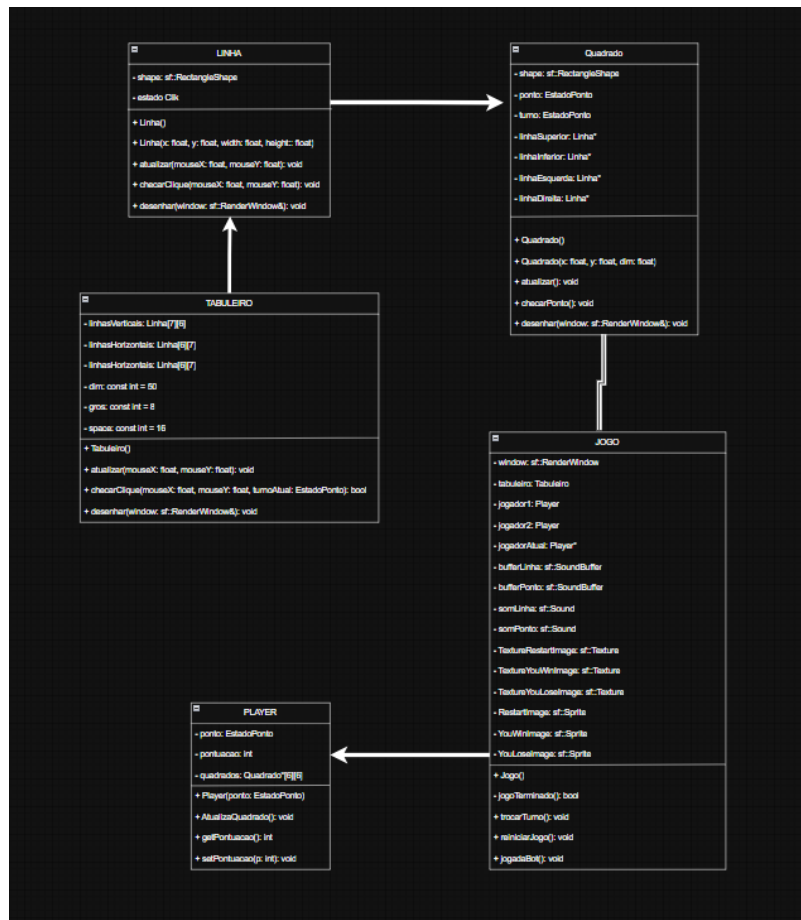 LINHA
- shape: sf::RectangleShape
- estado Clik
+ Linha()
+ Linha(x: float, y: float, width: float, height:: float)
+ atualizar(mouseX: float, mouseY: float): void
+ checarClique(mouseX: float, mouseY: float): void
+ desenhar(window: sf::RenderWindow&): void
Quadrado
- shape: sf::RectangleShape
- ponto: EstadoPonto
- turno: EstadoPonto
- linhaSuperior: Linha*
- linhaInferior: Linha*
- linhaEsquerda: Linha*
- linhaDireita: Linha*
+ Quadrado()
+ Quadrado(x: float, y: float, dim: float)
+ atualizar(): void
+ checarPonto(): void
+ desenhar(window: sf::RenderWindow&): void
TABULEIRO
- linhasVerticais: Linha[7][6]
- linhasHorizontais: Linha[6][7]
- linhasHorizontais: Linha[6][7]
- dim: const int = 50
- gros: const int = 8
- space: const int = 16
+ Tabuleiro()
+ atualizar(mouseX: float, mouseY: float): void
+ checarClique(mouseX: float, mouseY: float, turnoAtual: EstadoPonto): bool
+ desenhar(window: sf::RenderWindow&): void
JOGO
- window: sf::RenderWindow
- tabuleiro: Tabuleiro
- jogador1: Player
- jogador2: Player
- jogadorAtual: Player*
- bufferLinha: sf::SoundBuffer
- bufferPonto: sf::SoundBuffer
- somLinha: sf::Sound
- somPonto: sf::Sound
- TextureRestartImage: sf::Texture
- TextureYouWinImage: sf::Texture
- TextureYouLoseImage: sf::Texture
- RestartImage: sf::Sprite
- YouWinImage: sf::Sprite
- YouLoseImage: sf::Sprite
+ Jogo()
- jogoTerminado(): bool
+ trocarTurno(): void
+ reiniciarJogo(): void
+ jogadaBot(): void
PLAYER
- ponto: EstadoPonto
- pontuacao: int
- quadrados: Quadrado*[6][6]
+ Player(ponto: EstadoPonto)
+ AtualizaQuadrado(): void
+ getPontuacao(): int
+ setPontuacao(p: int): void